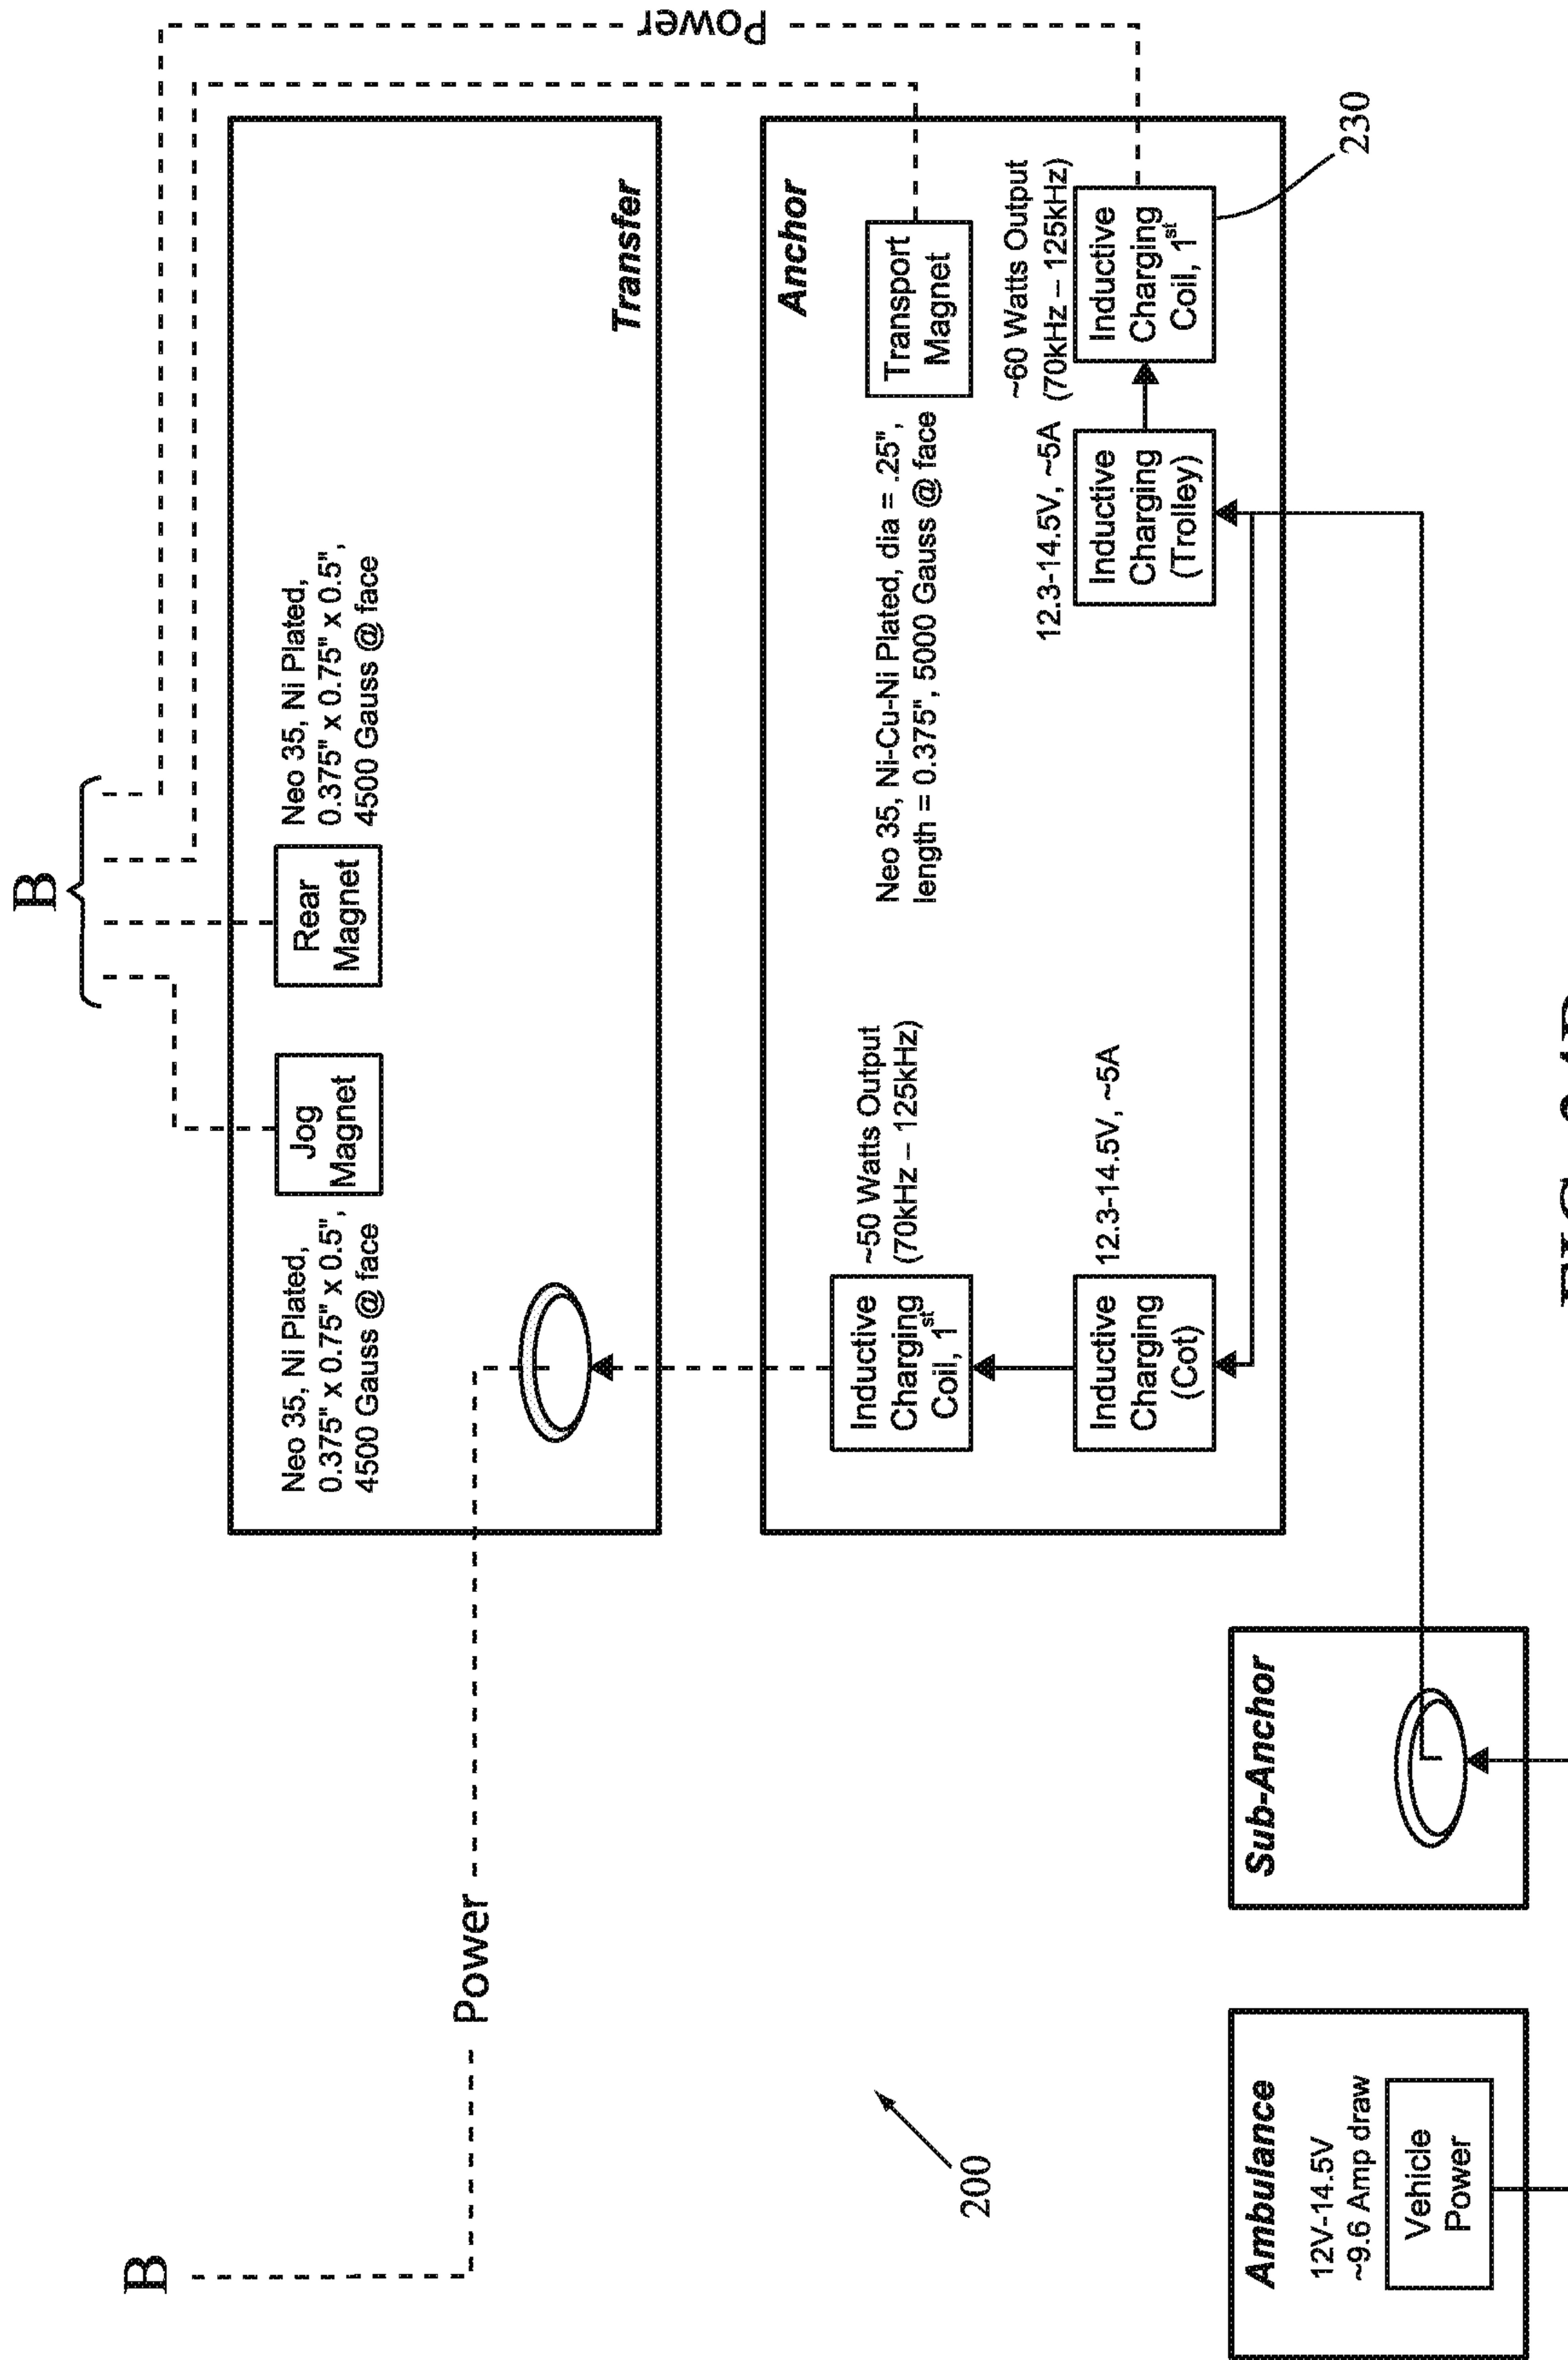 B
B
Neo 35, Ni Plated,
0.375" x 0.75" x 0.5",
4500 Gauss @ face
Jog
Magnet
Rear
Magnet
Neo 35, Ni Plated,
0.375" x 0.75" x 0.5",
4500 Gauss @ face
Power
Transfer
Power
200
Anchor
Inductive
Charging
Coil, 1st
~50 Watts Output
(70kHz – 125kHz)
Neo 35, Ni-Cu-Ni Plated, dia = .25",
length = 0.375", 5000 Gauss @ face
Transport
Magnet
Inductive
Charging
(Cot)
12.3-14.5V, ~5A
12.3-14.5V, ~5A
Inductive
Charging
(Trolley)
~60 Watts Output
(70kHz – 125kHz)
Inductive
Charging
Coil, 1st
230
Ambulance
12V-14.5V
~9.6 Amp draw
Vehicle
Power
Sub-Anchor